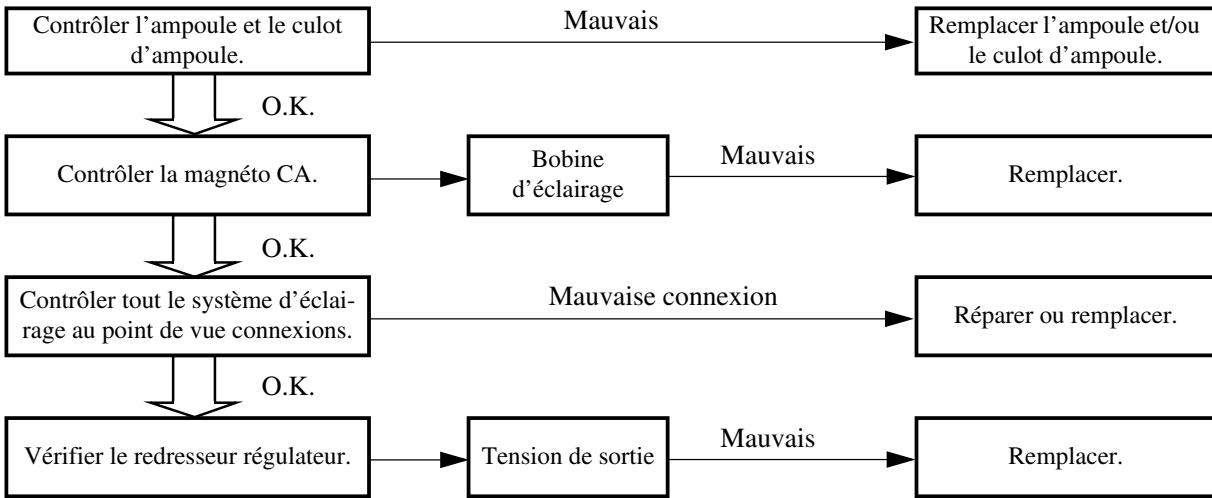 Contrôler l’ampoule et le culot
d’ampoule.
Mauvais
Remplacer l’ampoule et/ou
le culot d’ampoule.
O.K.
Contrôler la magnéto CA.
Bobine
d’éclairage
Mauvais
Remplacer.
O.K.
Contrôler tout le système d’éclai-
rage au point de vue connexions.
Mauvaise connexion
Réparer ou remplacer.
O.K.
Vérifier le redresseur régulateur.
Tension de sortie
Mauvais
Remplacer.